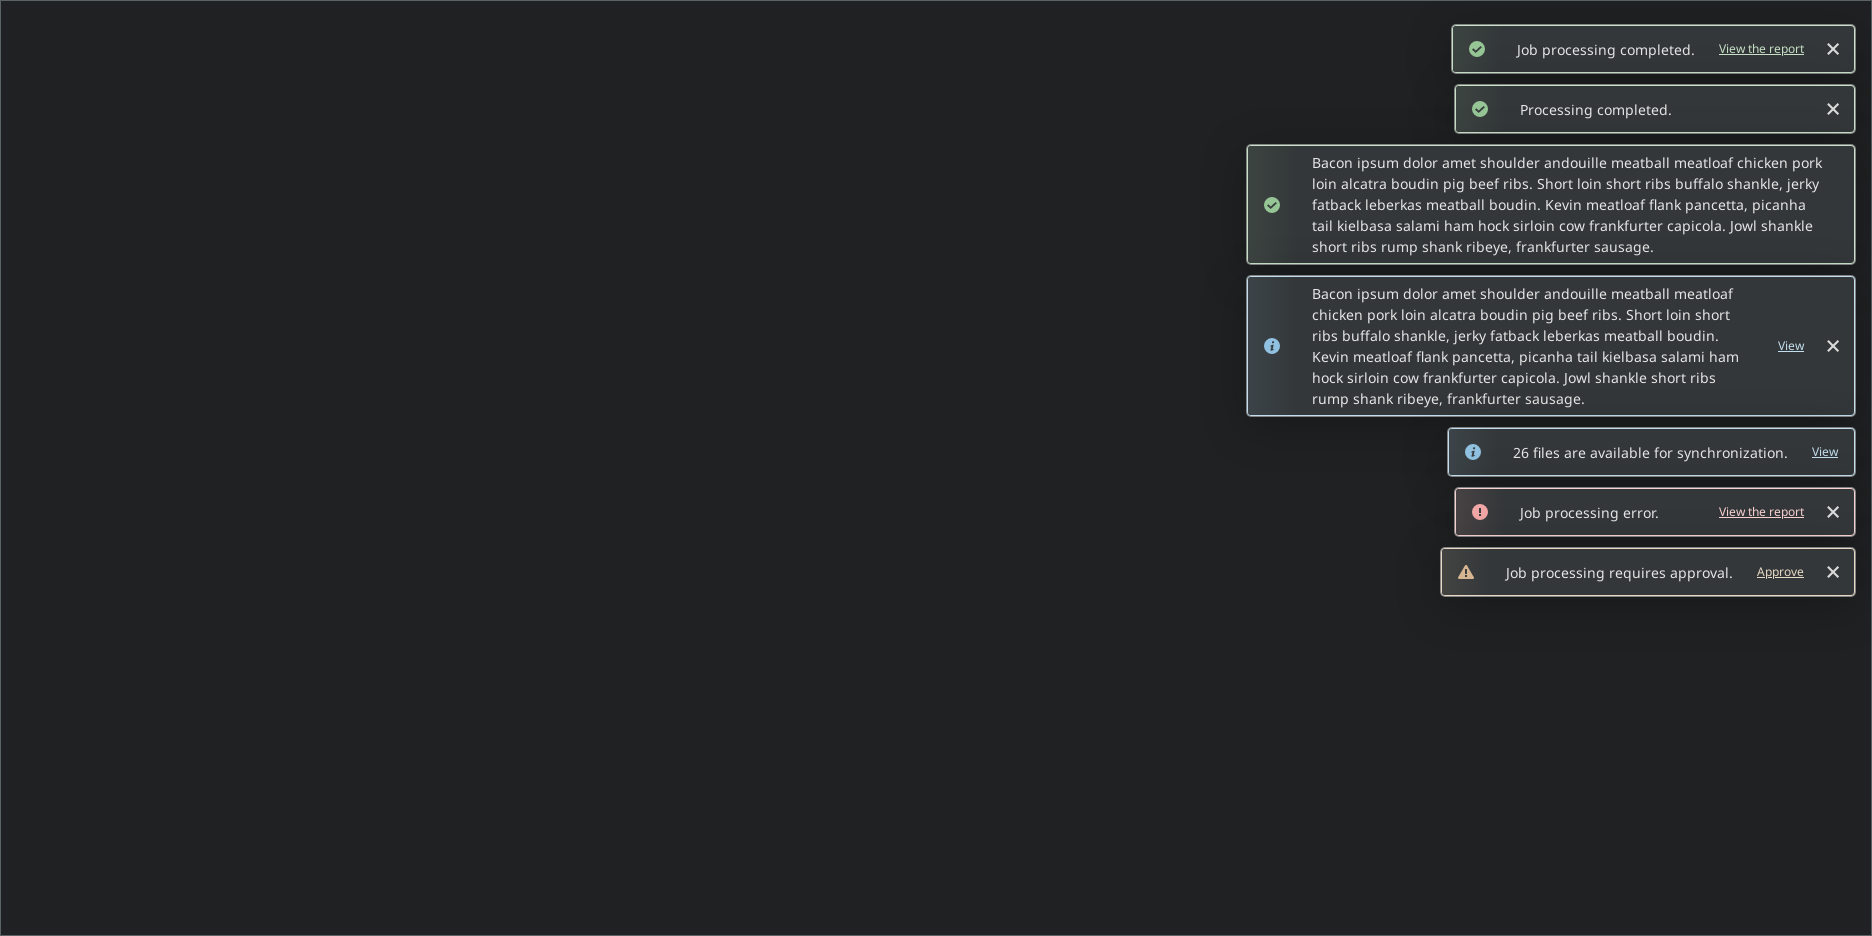 Job processing completed. View the report
Processing completed.
Bacon ipsum dolor amet shoulder andouille meatball meatloaf chicken pork
loin alcatra boudin pig beef ribs. Short loin short ribs buffalo shankle, jerky
fatback leberkas meatball boudin. Kevin meatloaf flank pancetta, picanha
tail kielbasa salami ham hock sirloin cow frankfurter capicola. Jowl shankle
short ribs rump shank ribeye, frankfurter sausage.
Bacon ipsum dolor amet shoulder andouille meatball meatloaf
chicken pork loin alcatra boudin pig beef ribs. Short loin short
ribs buffalo shankle, jerky fatback leberkas meatball boudin.
Kevin meatloaf flank pancetta, picanha tail kielbasa salami ham
hock sirloin cow frankfurter capicola. Jowl shankle short ribs
rump shank ribeye, frankfurter sausage.
View
26 files are available for synchronization. View
Job processing error. View the report
Job processing requires approval. Approve